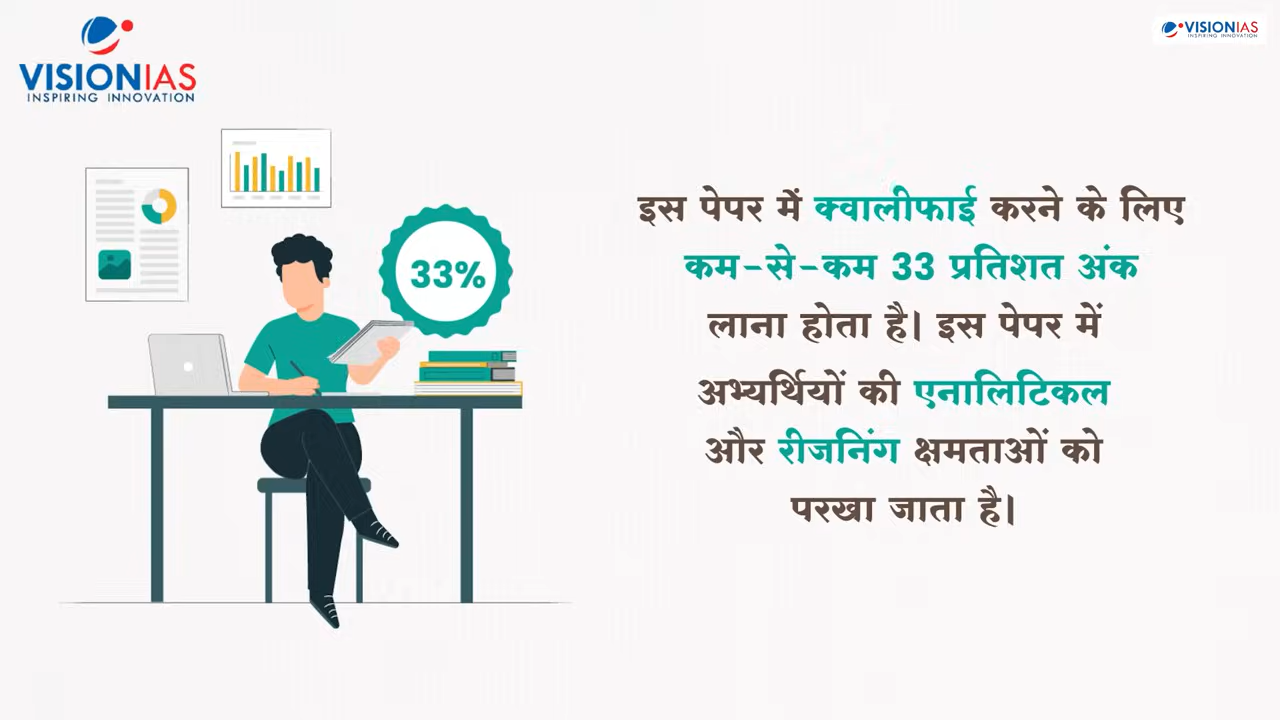 VISIONIAS
INSPIRING INNOVATION
VISIONIAS
INSPIRING INNOVATION
33%
इस पेपर में क्वालीफाई करने के लिए
कम-से-कम 33 प्रतिशत अंक
लाना होता है। इस पेपर में
अभ्यर्थियों की एनालिटिकल
और रीजनिंग क्षमताओं को
परखा जाता है।